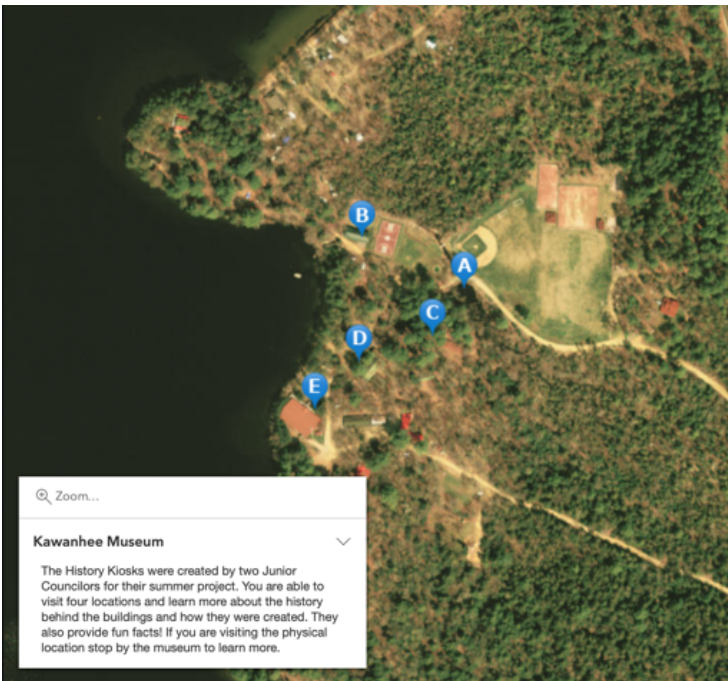 B
A
C
D
E
Zoom...
Kawanhee Museum
The History Kiosks were created by two Junior
Councilors for their summer project. You are able to
visit four locations and learn more about the history
behind the buildings and how they were created. They
also provide fun facts! If you are visiting the physical
location stop by the museum to learn more.